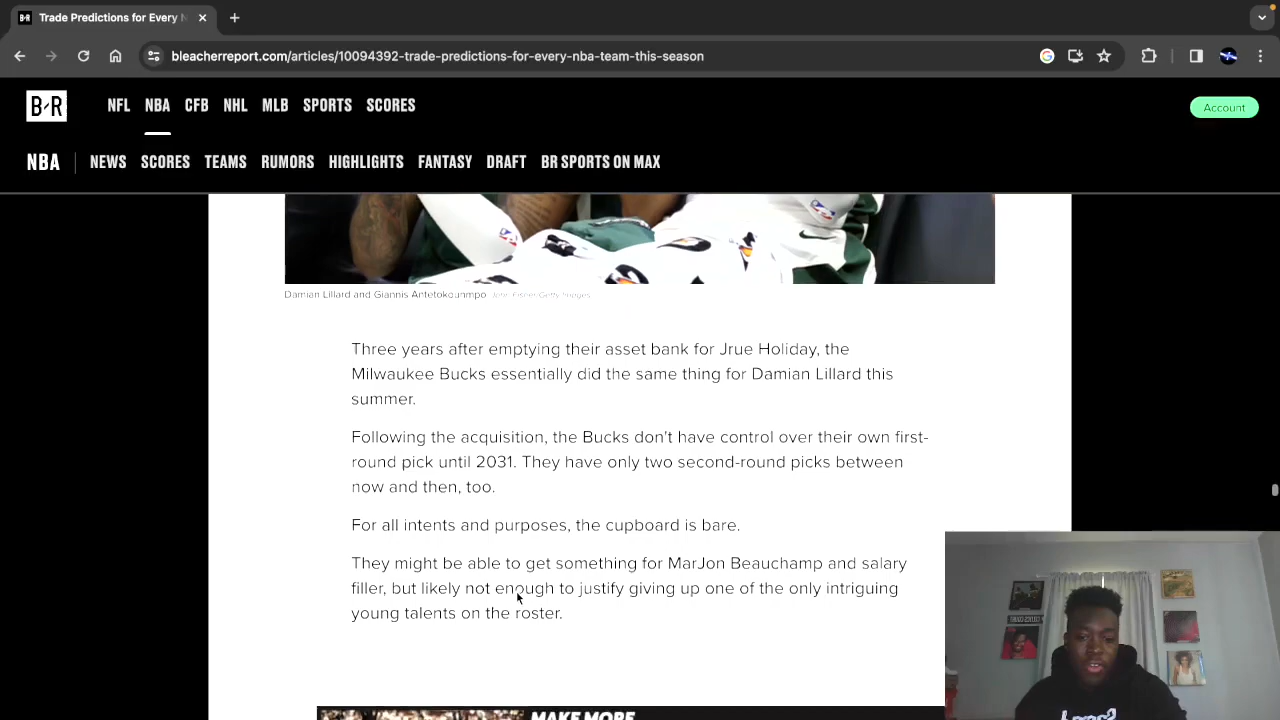 B/R Trade Predictions for Every N
bleacherreport.com/articles/10094392-trade-predictions-for-every-nba-team-this-season
B/R NFL NBA CFB NHL MLB SPORTS SCORES
Account
NBA NEWS SCORES TEAMS RUMORS HIGHLIGHTS FANTASY DRAFT BR SPORTS ON MAX
Damian Lillard and Giannis Antetokounmpo John Fisher/Getty Images
Three years after emptying their asset bank for Jrue Holiday, the
Milwaukee Bucks essentially did the same thing for Damian Lillard this
summer.
Following the acquisition, the Bucks don't have control over their own first-
round pick until 2031. They have only two second-round picks between
now and then, too.
For all intents and purposes, the cupboard is bare.
They might be able to get something for MarJon Beauchamp and salary
filler, but likely not enough to justify giving up one of the only intriguing
young talents on the roster.
MAKE MORE